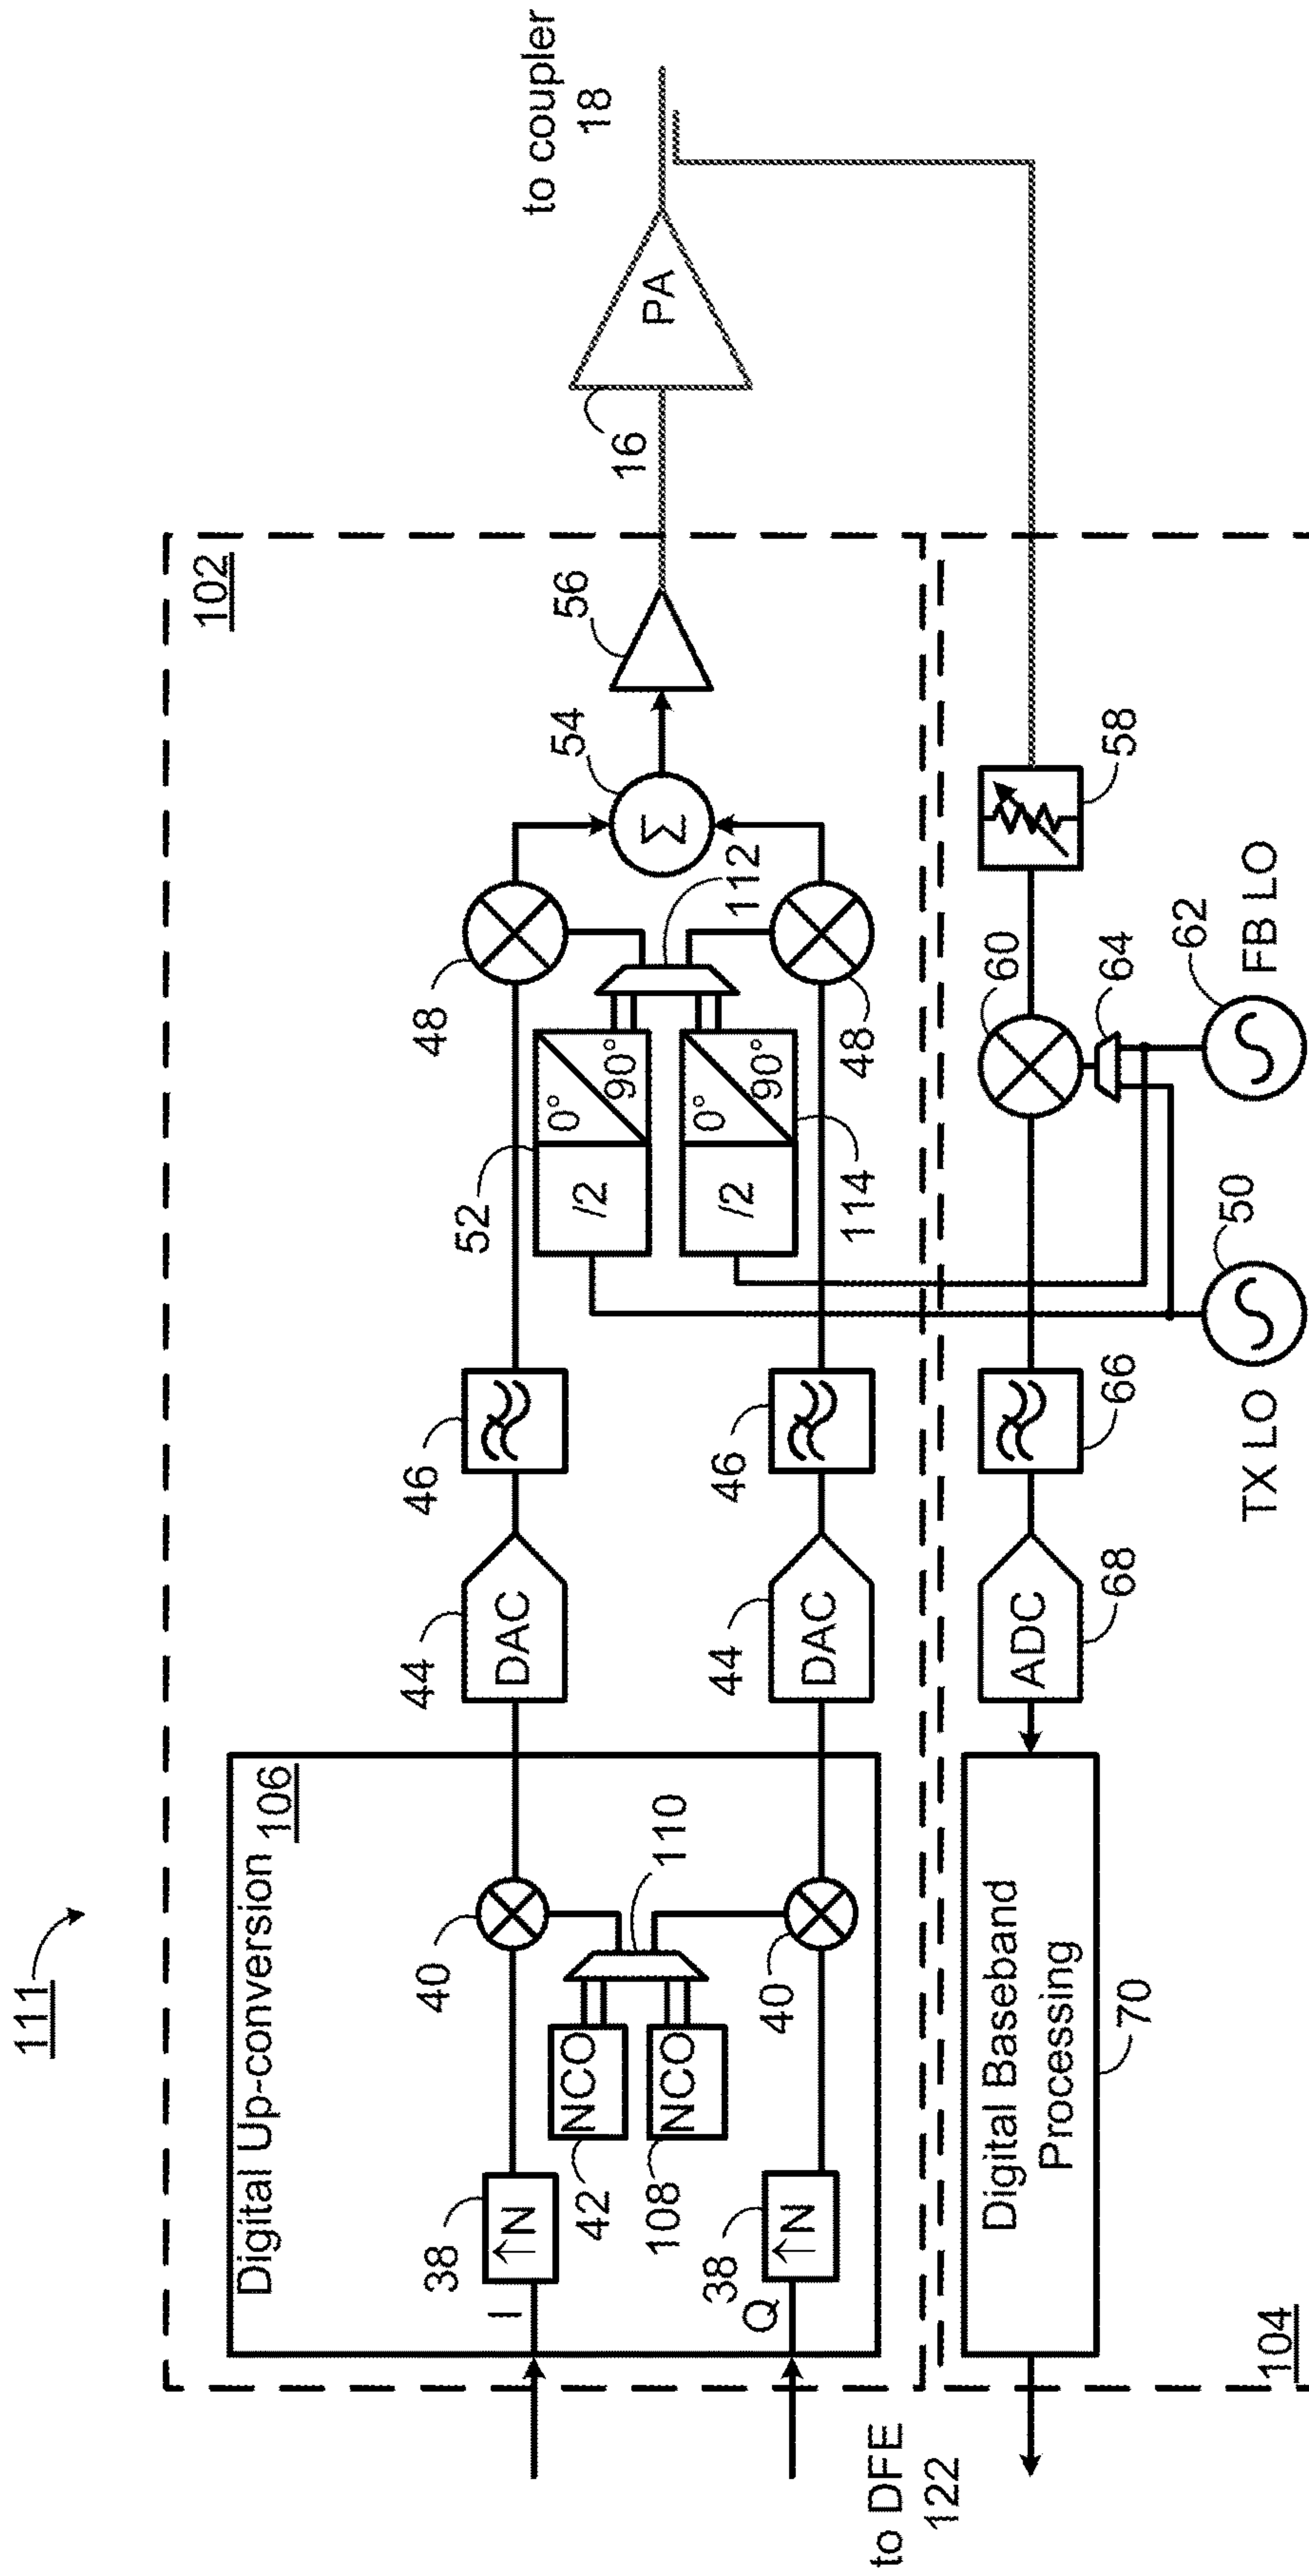 111
102
Digital Up-conversion 106
I
38
↑N
40
NCO
42
NCO
108
110
Q
38
↑N
40
44
DAC
46
48
44
DAC
46
48
52
/2
0°
90°
/2
0°
90°
114
112
54
Σ
56
16
PA
to coupler
18
to DFE
122
104
Digital Baseband
Processing
70
ADC
68
66
60
64
58
TX LO
50
62
FB LO